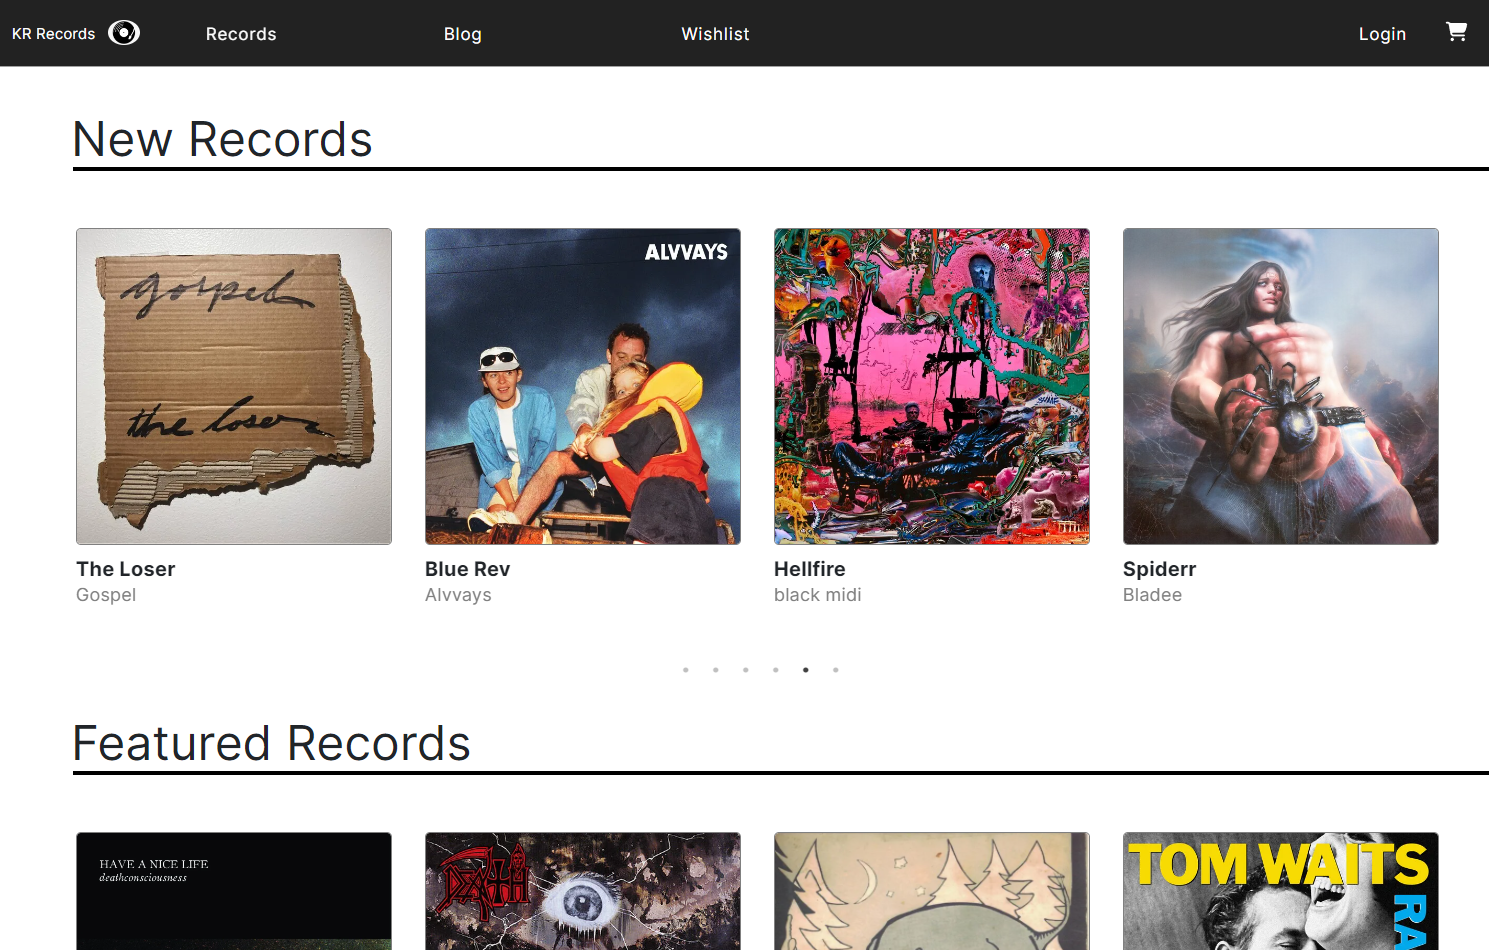 KR Records
Records
Blog
Wishlist
Login
New Records
gospel
the loser
ALVVAYS
The Loser
Gospel
Blue Rev
Alvvays
Hellfire
black midi
Spiderr
Bladee
Featured Records
HAVE A NICE LIFE
deathconsciousness
DEATH
TOM WAITS
RA